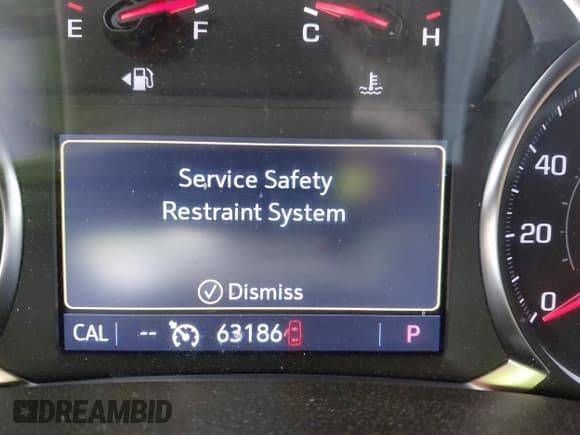 E F C H
Service Safety
Restraint System
Dismiss
40
20
0
CAL -- 63186 P
DREAMBID